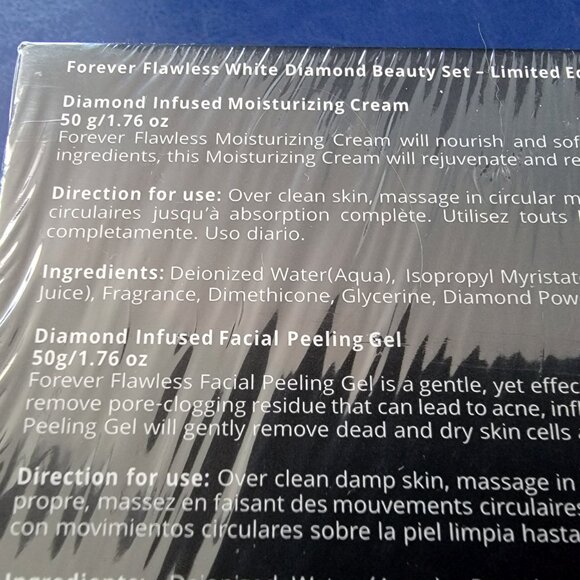 Forever Flawless White Diamond Beauty Set – Limited
Diamond Infused Moisturizing Cream
50 g/1.76 oz
Forever Flawless Moisturizing Cream will nourish and
ingredients, this Moisturizing Cream will rejuvenate and
Direction for use: Over clean skin, massage in circular
circulaires jusqu'à absorption complète. Utilisez touts
completamente. Uso diario.
Ingredients: Deionized Water(Aqua), Isopropyl Myristat
Juice), Fragrance, Dimethicone, Glycerine, Diamond Pow
Diamond Infused Facial Peeling Gel
50g/1.76 oz
Forever Flawless Facial Peeling Gel is a gentle, yet effec
remove pore-clogging residue that can lead to acne, infl
Peeling Gel will gently remove dead and dry skin cells
Direction for use: Over clean damp skin, massage in
propre, massez en faisant des mouvements circulaires
con movimientos circulares sobre la piel limpia hasta